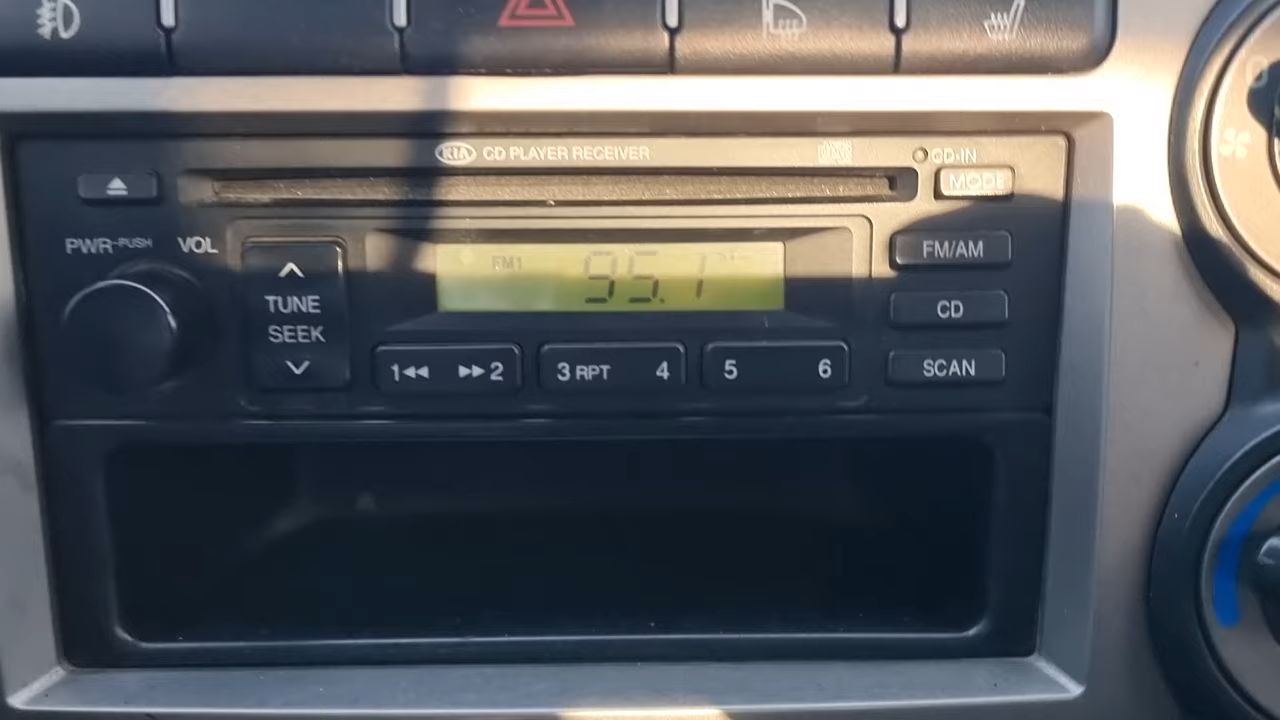 KIA CD PLAYER RECEIVER
CD-IN
MODE
PWR-PUSH VOL
FM/AM
FM1 95.1
TUNE
SEEK
CD
1 2
3 RPT 4
5 6
SCAN